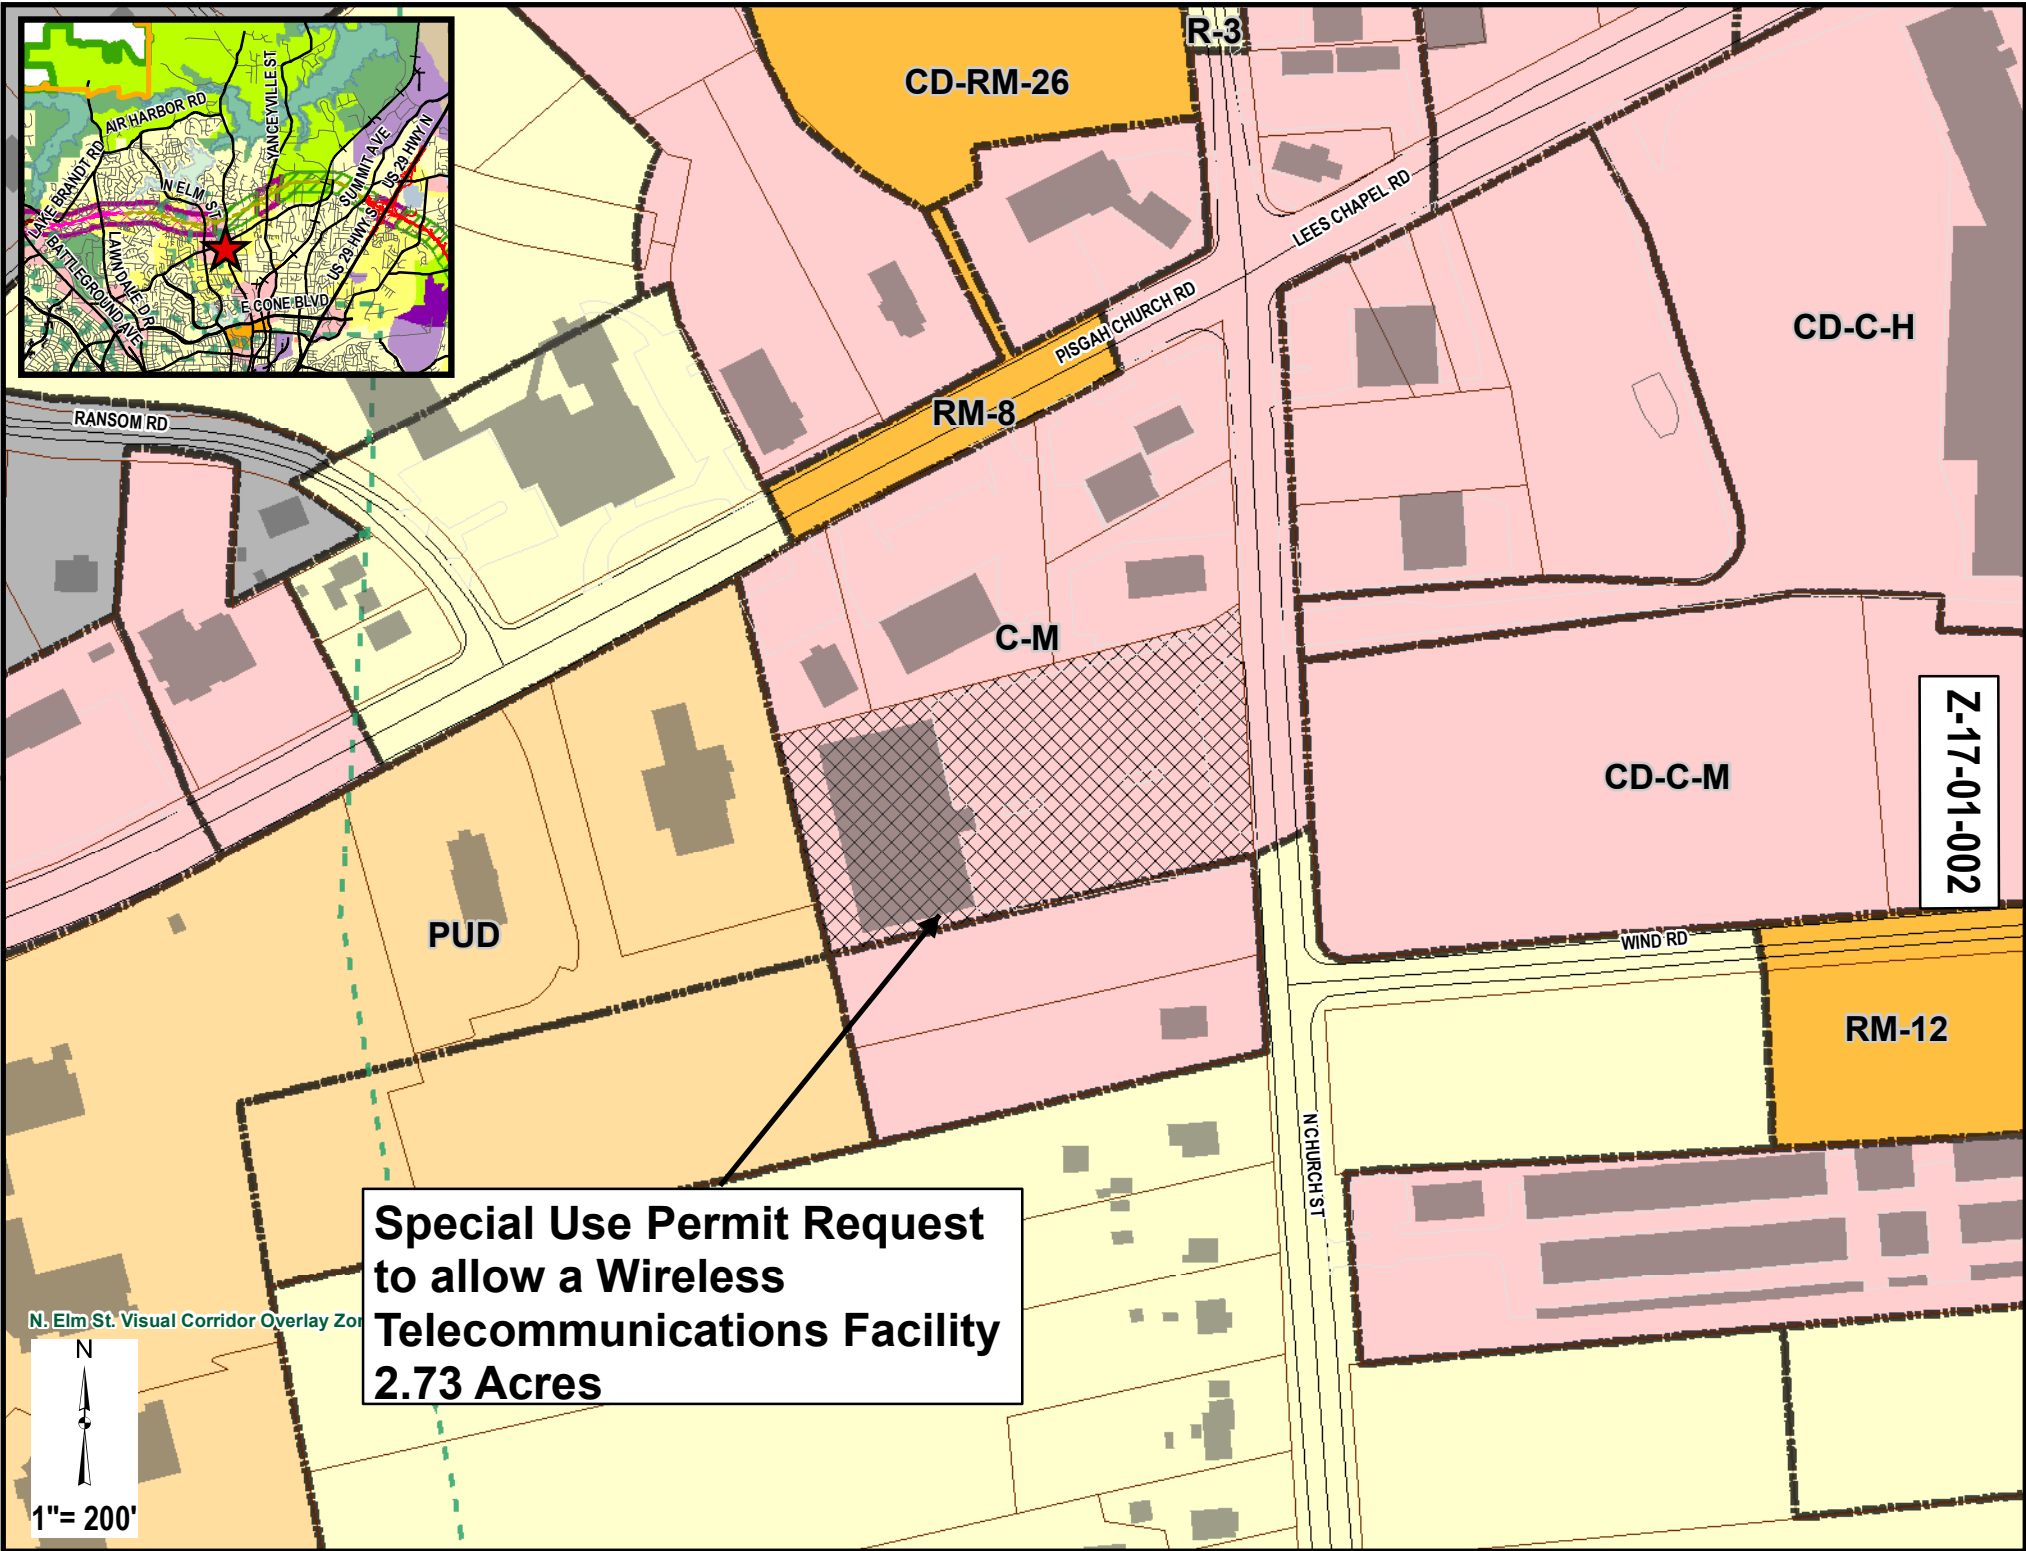 YANCEYVILLE ST
AIR HARBOR RD
LAKE BRANDT RD
N ELM ST
SUMMIT AVE
US 29 HWY N
US 29 HWY S
BATTLEGROUND AVE
LAWNDALE DR
E CONE BLVD
R-3
CD-RM-26
LEES CHAPEL RD
PISGAH CHURCH RD
CD-C-H
RANSOM RD
RM-8
C-M
CD-C-M
Z-17-01-002
PUD
WIND RD
RM-12
N CHURCH ST
Special Use Permit Request
to allow a Wireless
Telecommunications Facility
2.73 Acres
N. Elm St. Visual Corridor Overlay Zon
N
1"= 200'